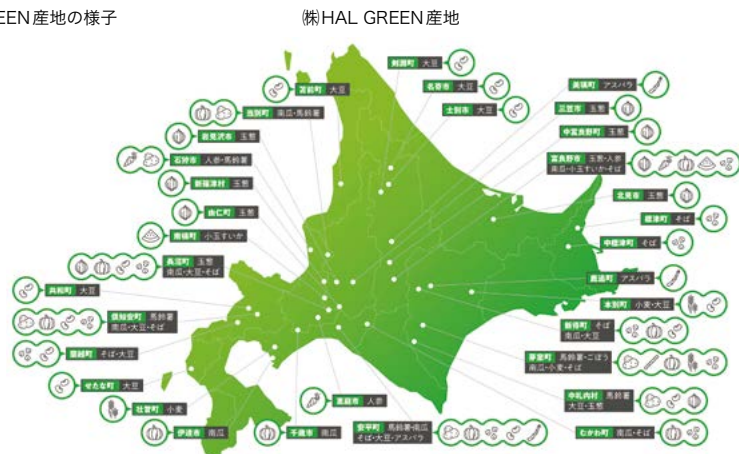 EEN産地の様子
㈱HAL GREEN産地
剣淵町 大豆
苫前町 大豆
名寄市 大豆
士別市 大豆
美瑛町 アスパラ
三笠市 玉葱
中富良野町 玉葱
当別町 南瓜・馬鈴薯
岩見沢市 玉葱
石狩市 人参・馬鈴薯
富良野市 玉葱・人参
南瓜・小玉すいか・そば
新篠津村 玉葱
北見市 玉葱
由仁町 玉葱
標津町 そば
南幌町 小玉すいか
中標津町 そば
長沼町 玉葱
南瓜・大豆・そば
鹿追町 アスパラ
共和町 大豆
本別町 小麦・大豆
倶知安町 馬鈴薯
南瓜・大豆・そば
新得町 そば
南瓜・大豆
蘭越町 そば・大豆
芽室町 馬鈴薯・ごぼう
南瓜・小麦・そば
せたな町 大豆
中札内村 馬鈴薯
大豆・玉葱
壮瞥町 小麦
恵庭市 人参
伊達市 南瓜
千歳市 南瓜
安平町 馬鈴薯・南瓜
そば・大豆・アスパラ
むかわ町 南瓜・そば